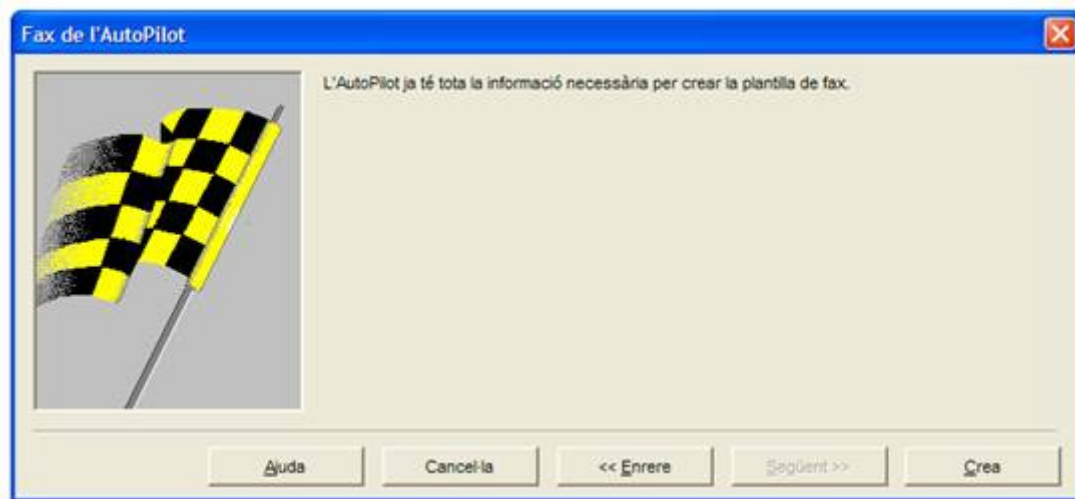 Fax de l'AutoPilot
L'AutoPilot ja té tota la informació necessària per crear la plantilla de fax.
Ajuda Cancel·la << Enrere Següent >> Crea